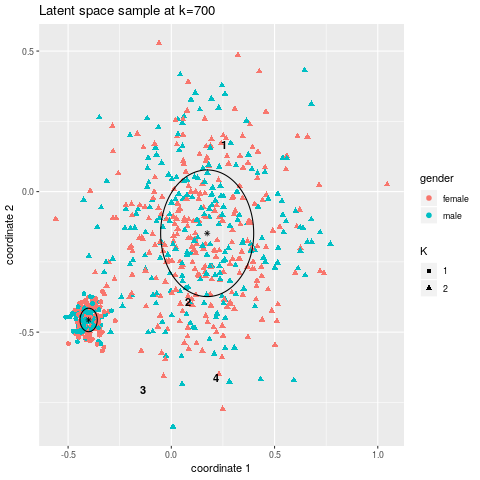 Latent space sample at k=700
coordinate 2
0.5
0.0
-0.5
1
2
3
4
-0.5
0.0
0.5
1.0
coordinate 1
gender
female
male
K
1
2